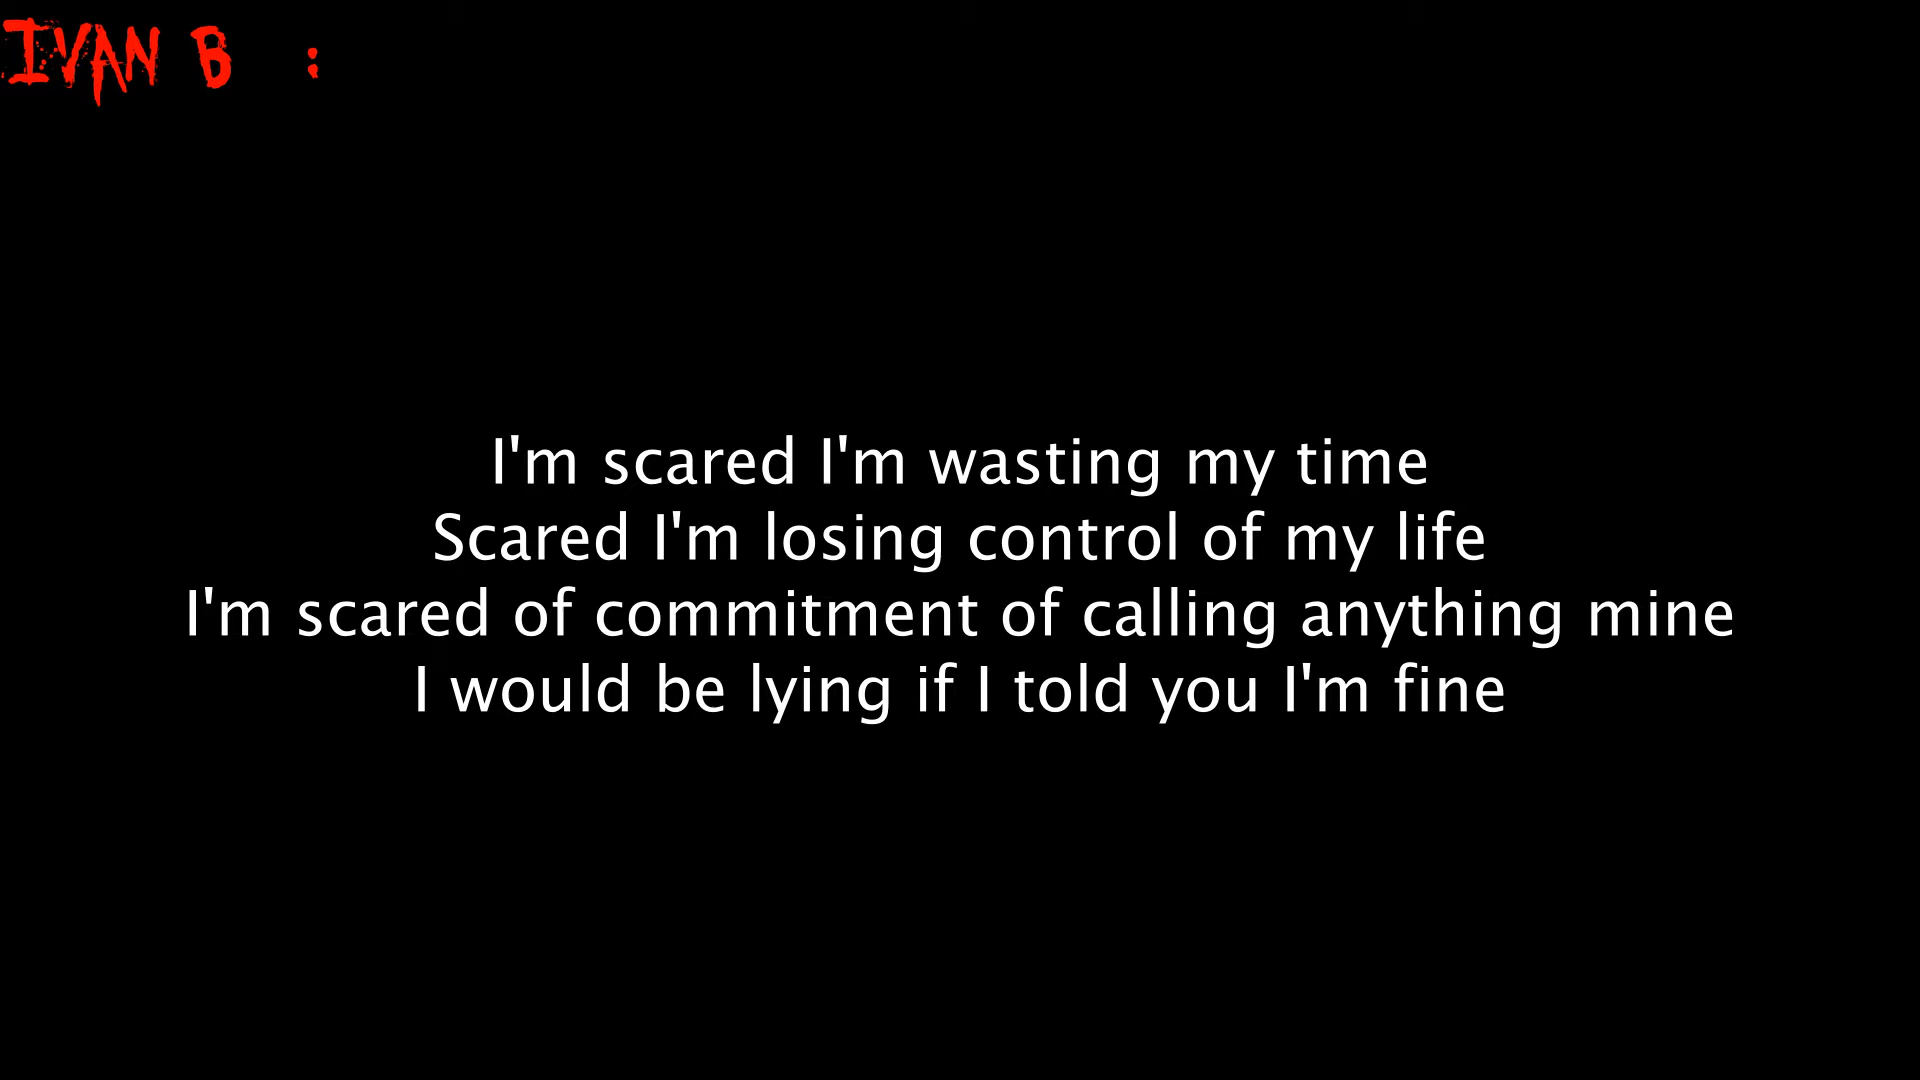 IVAN B :
I'm scared I'm wasting my time
Scared I'm losing control of my life
I'm scared of commitment of calling anything mine
I would be lying if I told you I'm fine